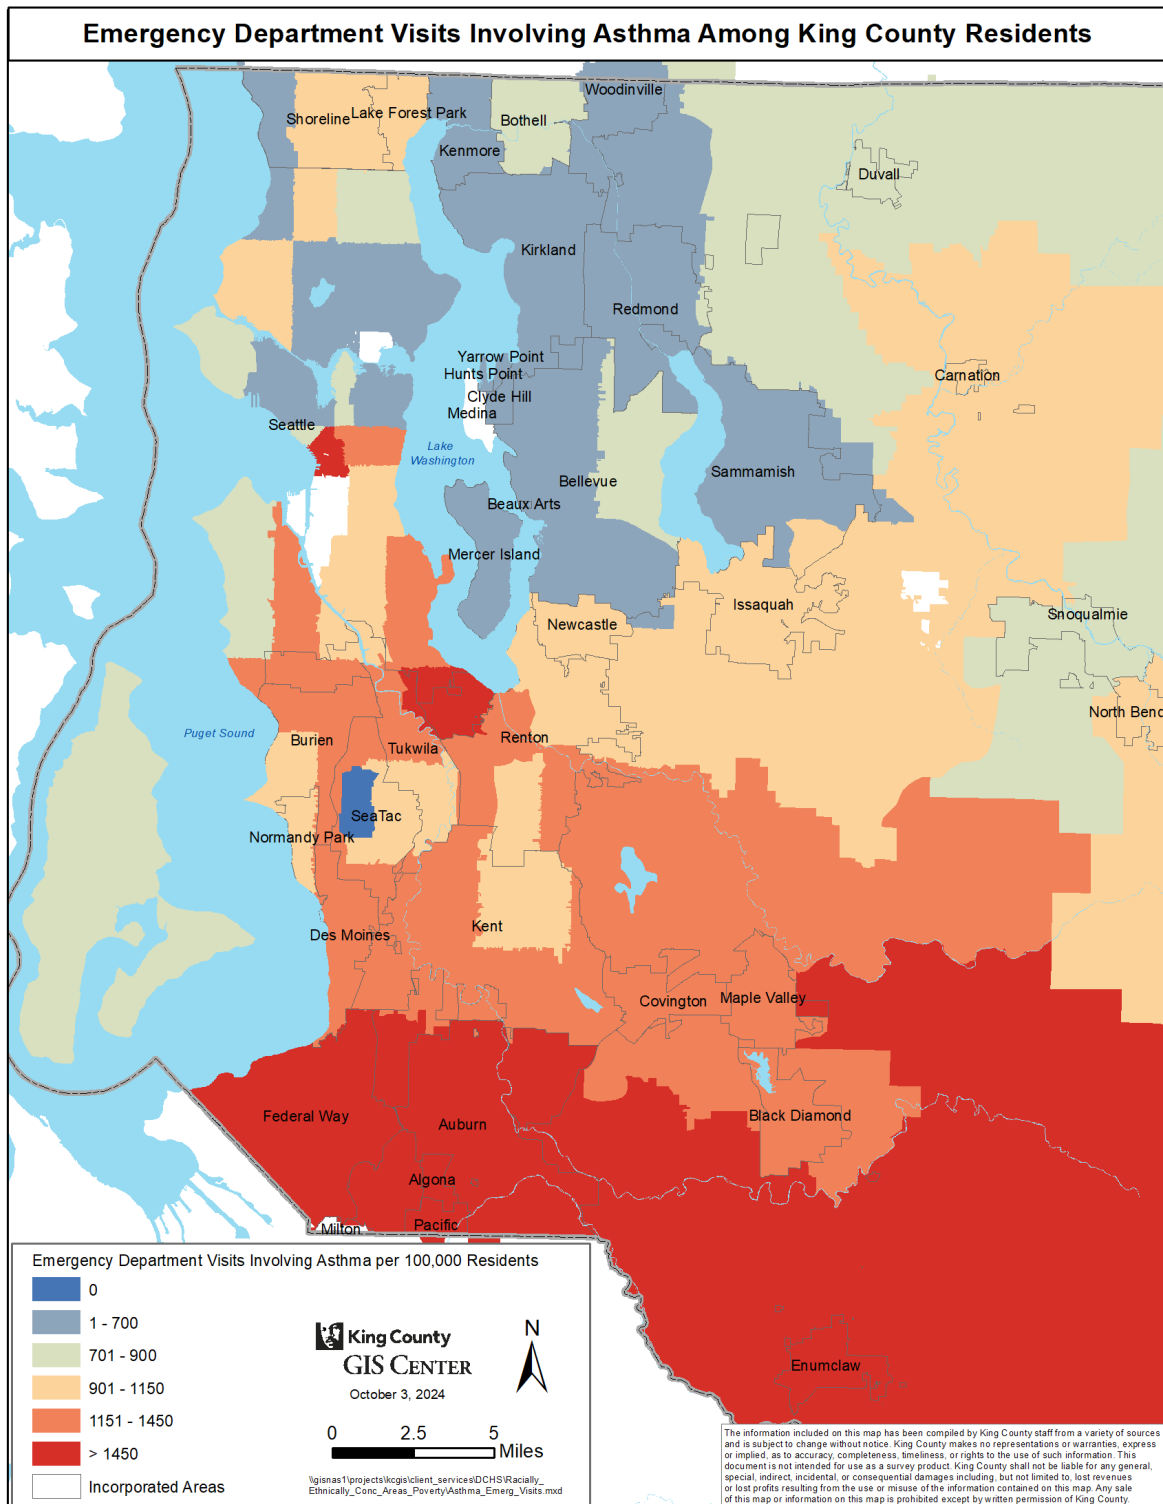 Emergency Department Visits Involving Asthma Among King County Residents
Woodinville
Shoreline
Lake Forest Park
Bothell
Kenmore
Duvall
Kirkland
Redmond
Yarrow Point
Hunts Point
Carnation
Clyde Hill
Medina
Seattle
Lake
Washington
Sammamish
Bellevue
Beaux Arts
Mercer Island
Issaquah
Snoqualmie
Newcastle
North Bend
Puget Sound
Burien
Tukwila
Renton
SeaTac
Normandy Park
Kent
Des Moines
Covington
Maple Valley
Federal Way
Auburn
Black Diamond
Algona
Milton
Pacific
Enumclaw
Emergency Department Visits Involving Asthma per 100,000 Residents
0
1 - 700
701 - 900
901 - 1150
1151 - 1450
> 1450
Incorporated Areas
King County
GIS CENTER
October 3, 2024
N
0 2.5 5
Miles
\\gisnas1\projects\kcgis\client_services\DCHS\Racially_
Ethnically_Conc_Areas_Poverty\Asthma_Emerg_Visits.mxd
The information included on this map has been compiled by King County staff from a variety of sources
and is subject to change without notice. King County makes no representations or warranties, express
or implied, as to accuracy, completeness, timeliness, or rights to the use of such information. This
document is not intended for use as a survey product. King County shall not be liable for any general,
special, indirect, incidental, or consequential damages including, but not limited to, lost revenues
or lost profits resulting from the use or misuse of the information contained on this map. Any sale
of this map or information on this map is prohibited except by written permission of King County.